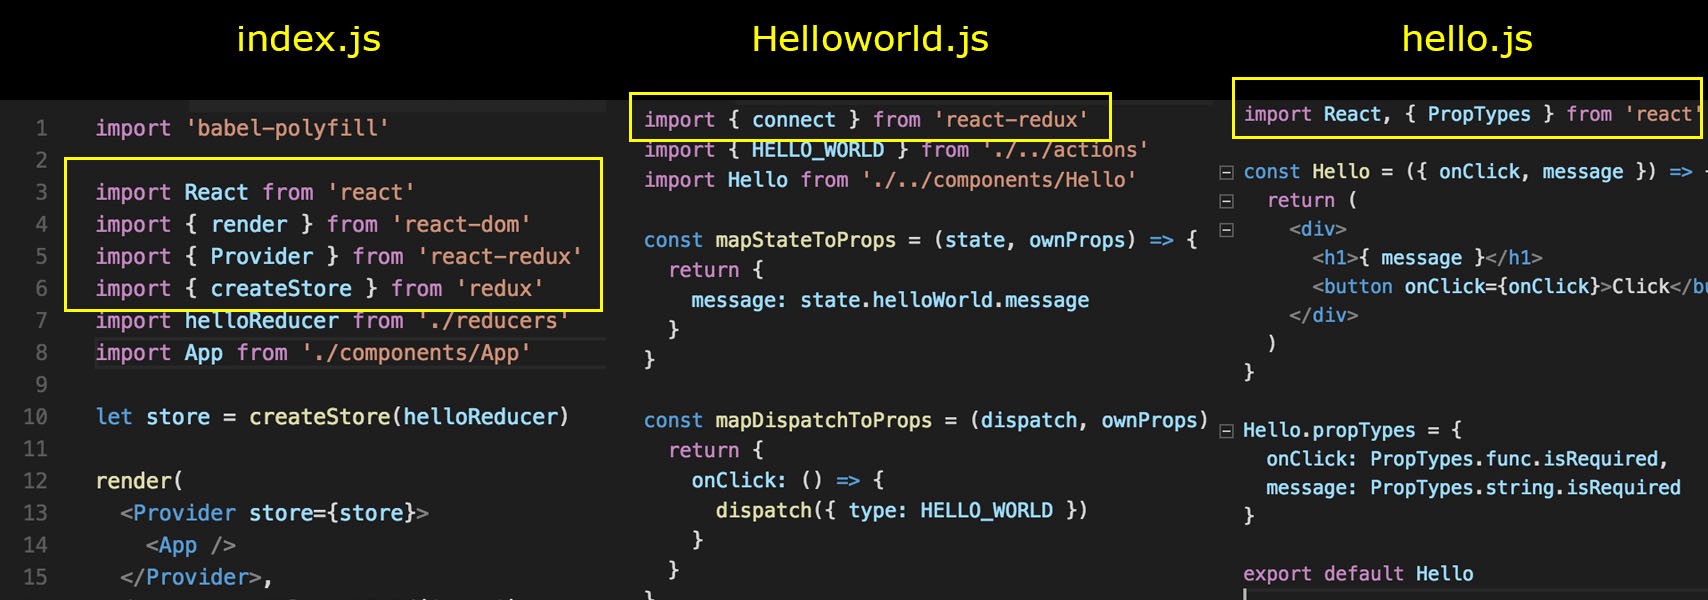 index.js
1 import 'babel-polyfill'
2
3 import React from 'react'
4 import { render } from 'react-dom'
5 import { Provider } from 'react-redux'
6 import { createStore } from 'redux'
7 import helloReducer from './reducers'
8 import App from './components/App'
9
10 let store = createStore(helloReducer)
11
12 render(
13   <Provider store={store}>
14     <App />
15   </Provider>,
Helloworld.js
import { connect } from 'react-redux'
import { HELLO_WORLD } from './../actions'
import Hello from './../components/Hello'
const mapStateToProps = (state, ownProps) => {
  return {
    message: state.helloWorld.message
  }
}
const mapDispatchToProps = (dispatch, ownProps)
  return {
    onClick: () => {
      dispatch({ type: HELLO_WORLD })
    }
  }
}
hello.js
import React, { PropTypes } from 'react'
const Hello = ({ onClick, message }) =>
  return (
    <div>
      <h1>{ message }</h1>
      <button onClick={onClick}>Click</bu
    </div>
  )
}
Hello.propTypes = {
  onClick: PropTypes.func.isRequired,
  message: PropTypes.string.isRequired
}
export default Hello